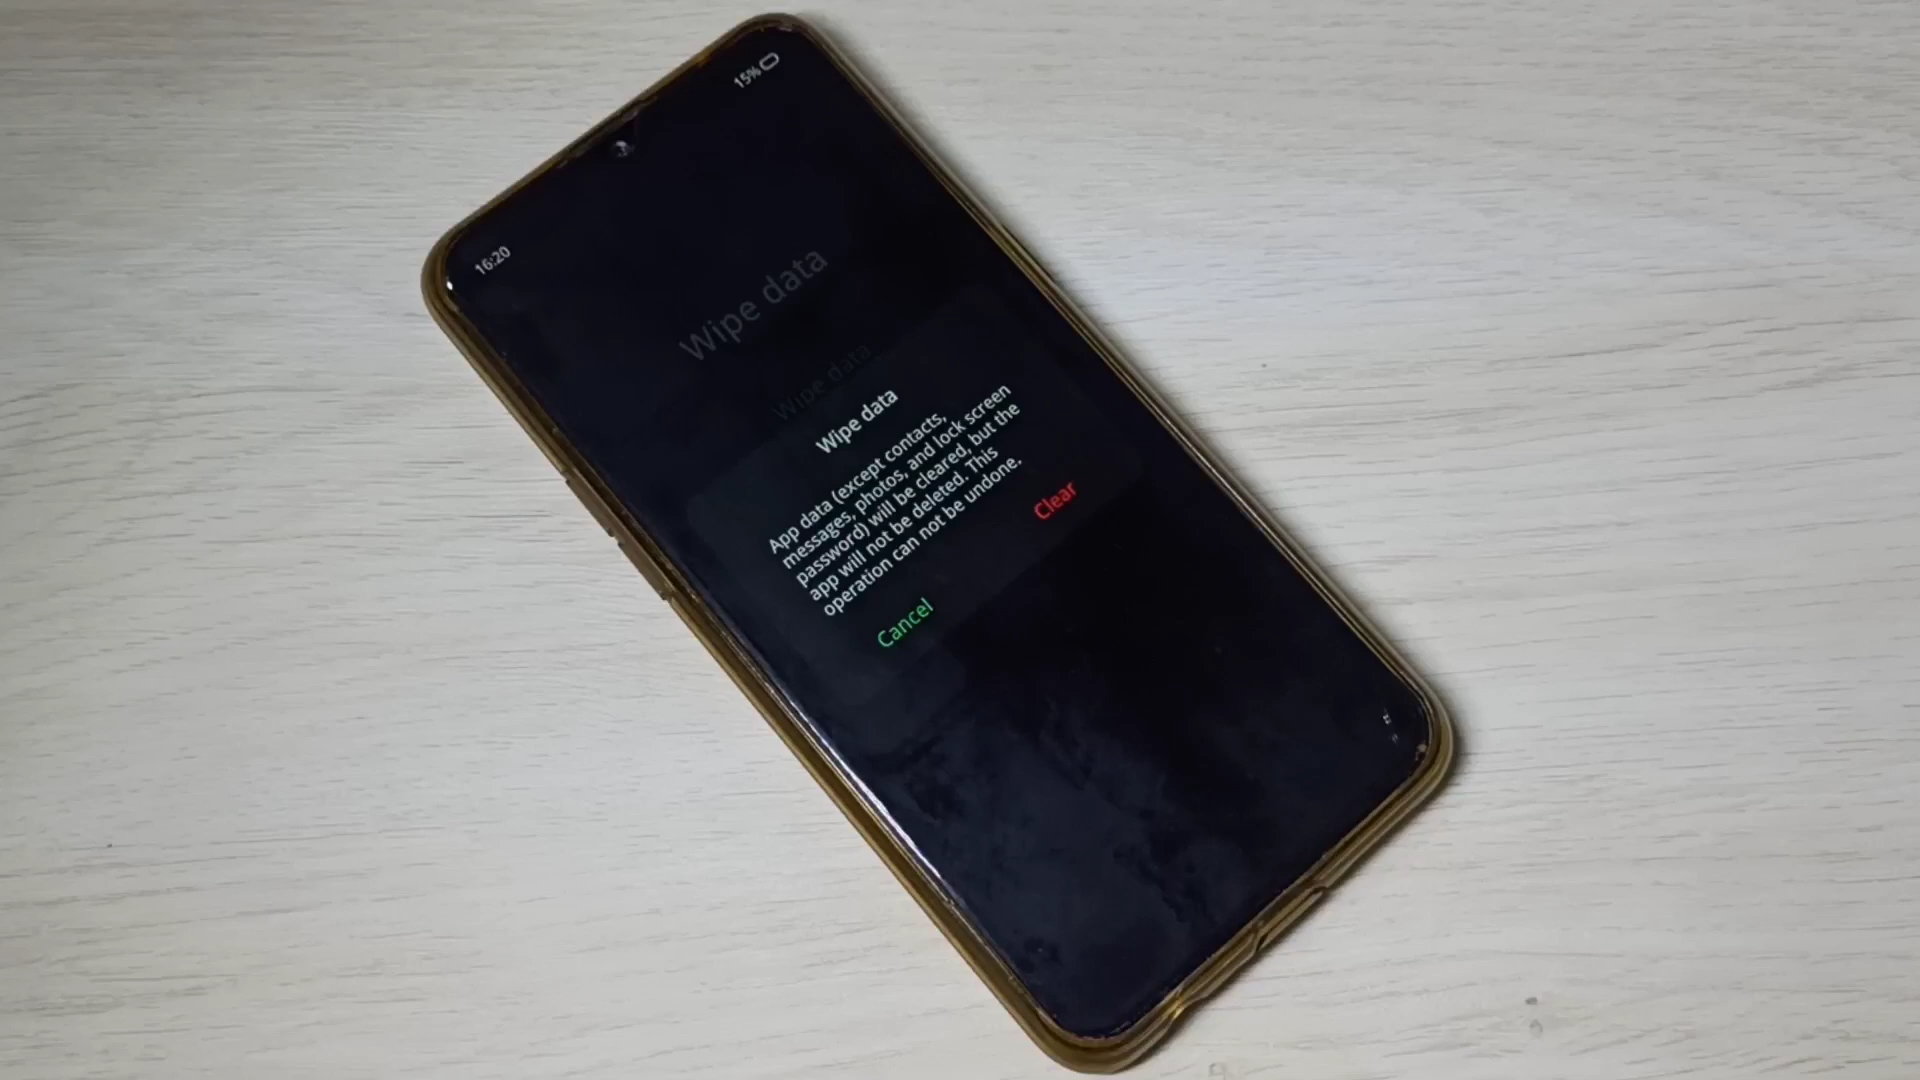 16:20
15%
Wipe data
Wipe data
Wipe data
App data (except contacts,
messages, photos, and lock screen
password) will be cleared, but the
app will not be deleted. This
operation can not be undone.
Cancel
Clear